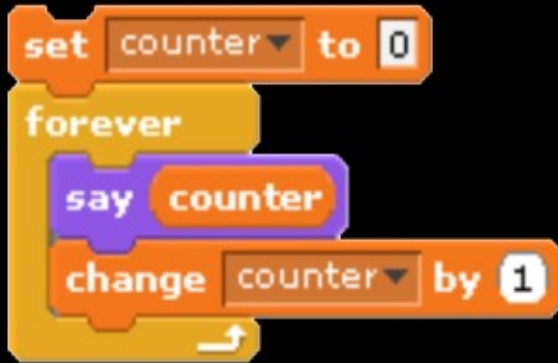 set counter to 0
forever
say counter
change counter by 1